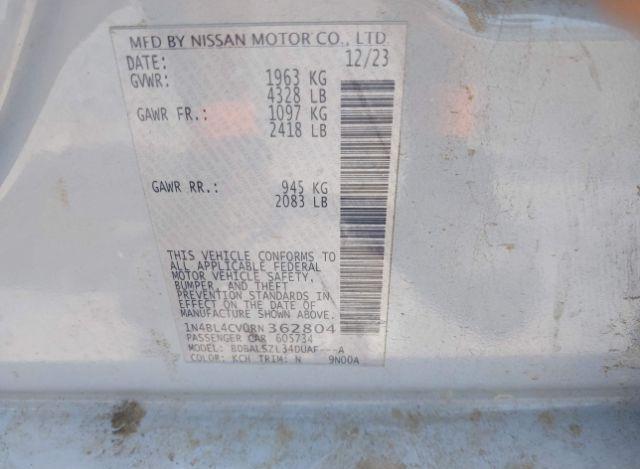 MFD BY NISSAN MOTOR CO., LTD.
DATE: 12/23
GVWR: 1963 KG
4328 LB
GAWR FR.: 1097 KG
2418 LB
GAWR RR.: 945 KG
2083 LB
THIS VEHICLE CONFORMS TO
ALL APPLICABLE FEDERAL
MOTOR VEHICLE SAFETY,
BUMPER, AND THEFT
PREVENTION STANDARDS IN
EFFECT ON THE DATE OF
MANUFACTURE SHOWN ABOVE.
1N4BL4CV0RN362804
PASSENGER CAR 605734
MODEL: BDBALSZL34DUAF---A
COLOR: KCH TRIM: N 9N00A